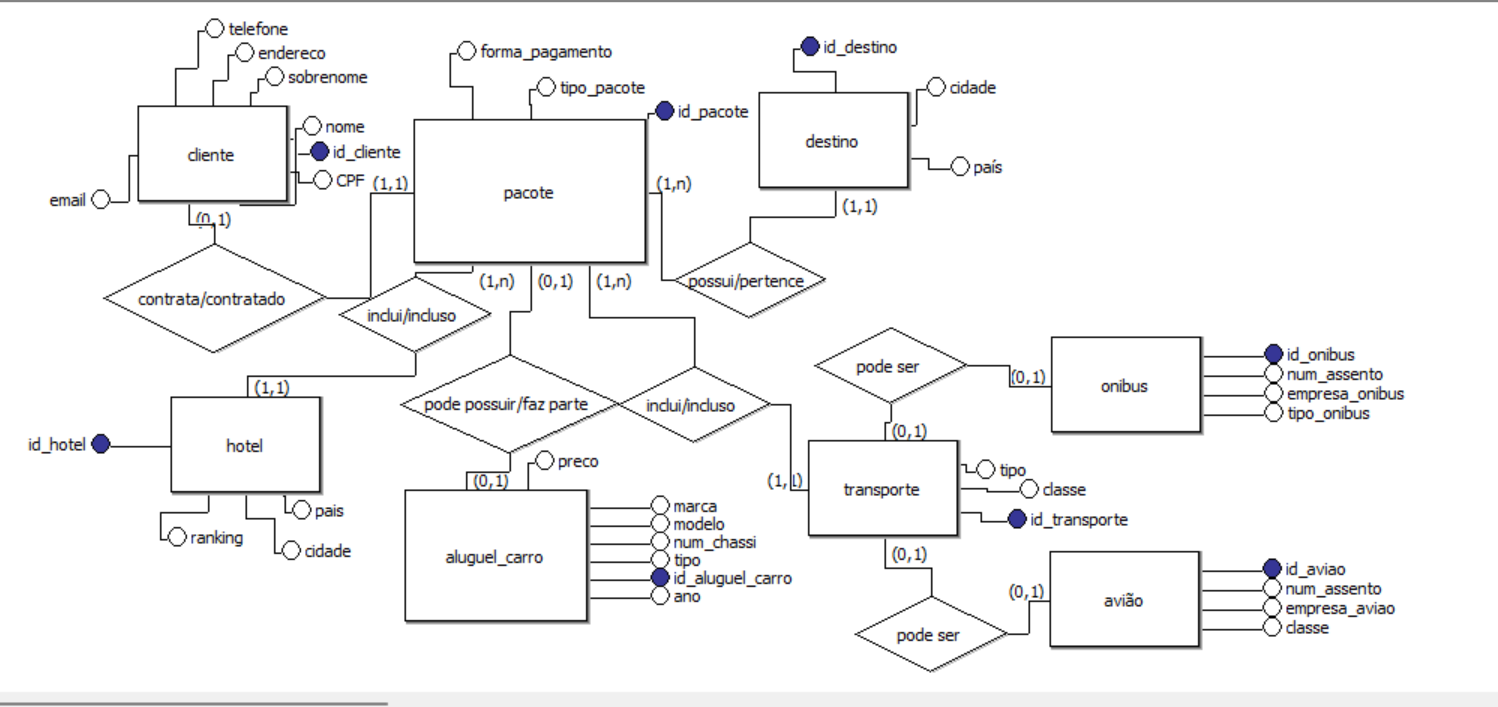 telefone
endereco
sobrenome
nome
id_cliente
CPF
cliente
email
(0,1)
contrata/contratado
(1,1)
forma_pagamento
tipo_pacote
id_pacote
pacote
(1,n)
possui/pertence
(1,1)
id_destino
cidade
país
destino
(1,n)
(0,1)
(1,n)
inclui/incluso
(1,1)
hotel
id_hotel
ranking
cidade
pais
pode possuir/faz parte
(0,1)
preco
aluguel_carro
marca
modelo
num_chassi
tipo
id_aluguel_carro
ano
inclui/incluso
(1,1)
transporte
tipo
classe
id_transporte
(0,1)
pode ser
(0,1)
onibus
id_onibus
num_assento
empresa_onibus
tipo_onibus
(0,1)
pode ser
(0,1)
avião
id_aviao
num_assento
empresa_aviao
classe